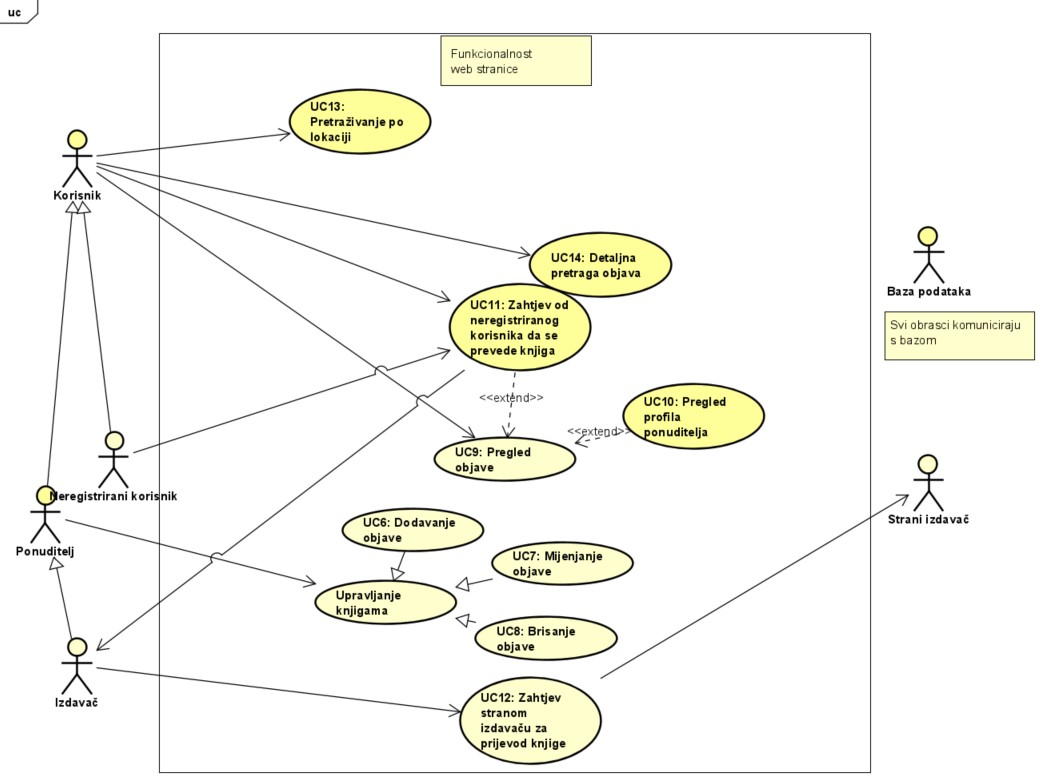 uc
Funkcionalnost
web stranice
UC13:
Pretraživanje po
lokaciji
Korisnik
UC14: Detaljna
pretraga objava
Baza podataka
UC11: Zahtjev od
neregistriranog
korisnika da se
prevede knjiga
Svi obrasci komuniciraju
s bazom
<<extend>>
UC10: Pregled
profila
ponuditelja
<<extend>>
UC9: Pregled
objave
Neregistrirani korisnik
Strani izdavač
UC6: Dodavanje
objave
Ponuditelj
UC7: Mijenjanje
objave
Upravljanje
knjigama
UC8: Brisanje
objave
Izdavač
UC12: Zahtjev
stranom
izdavaču za
prijevod knjige